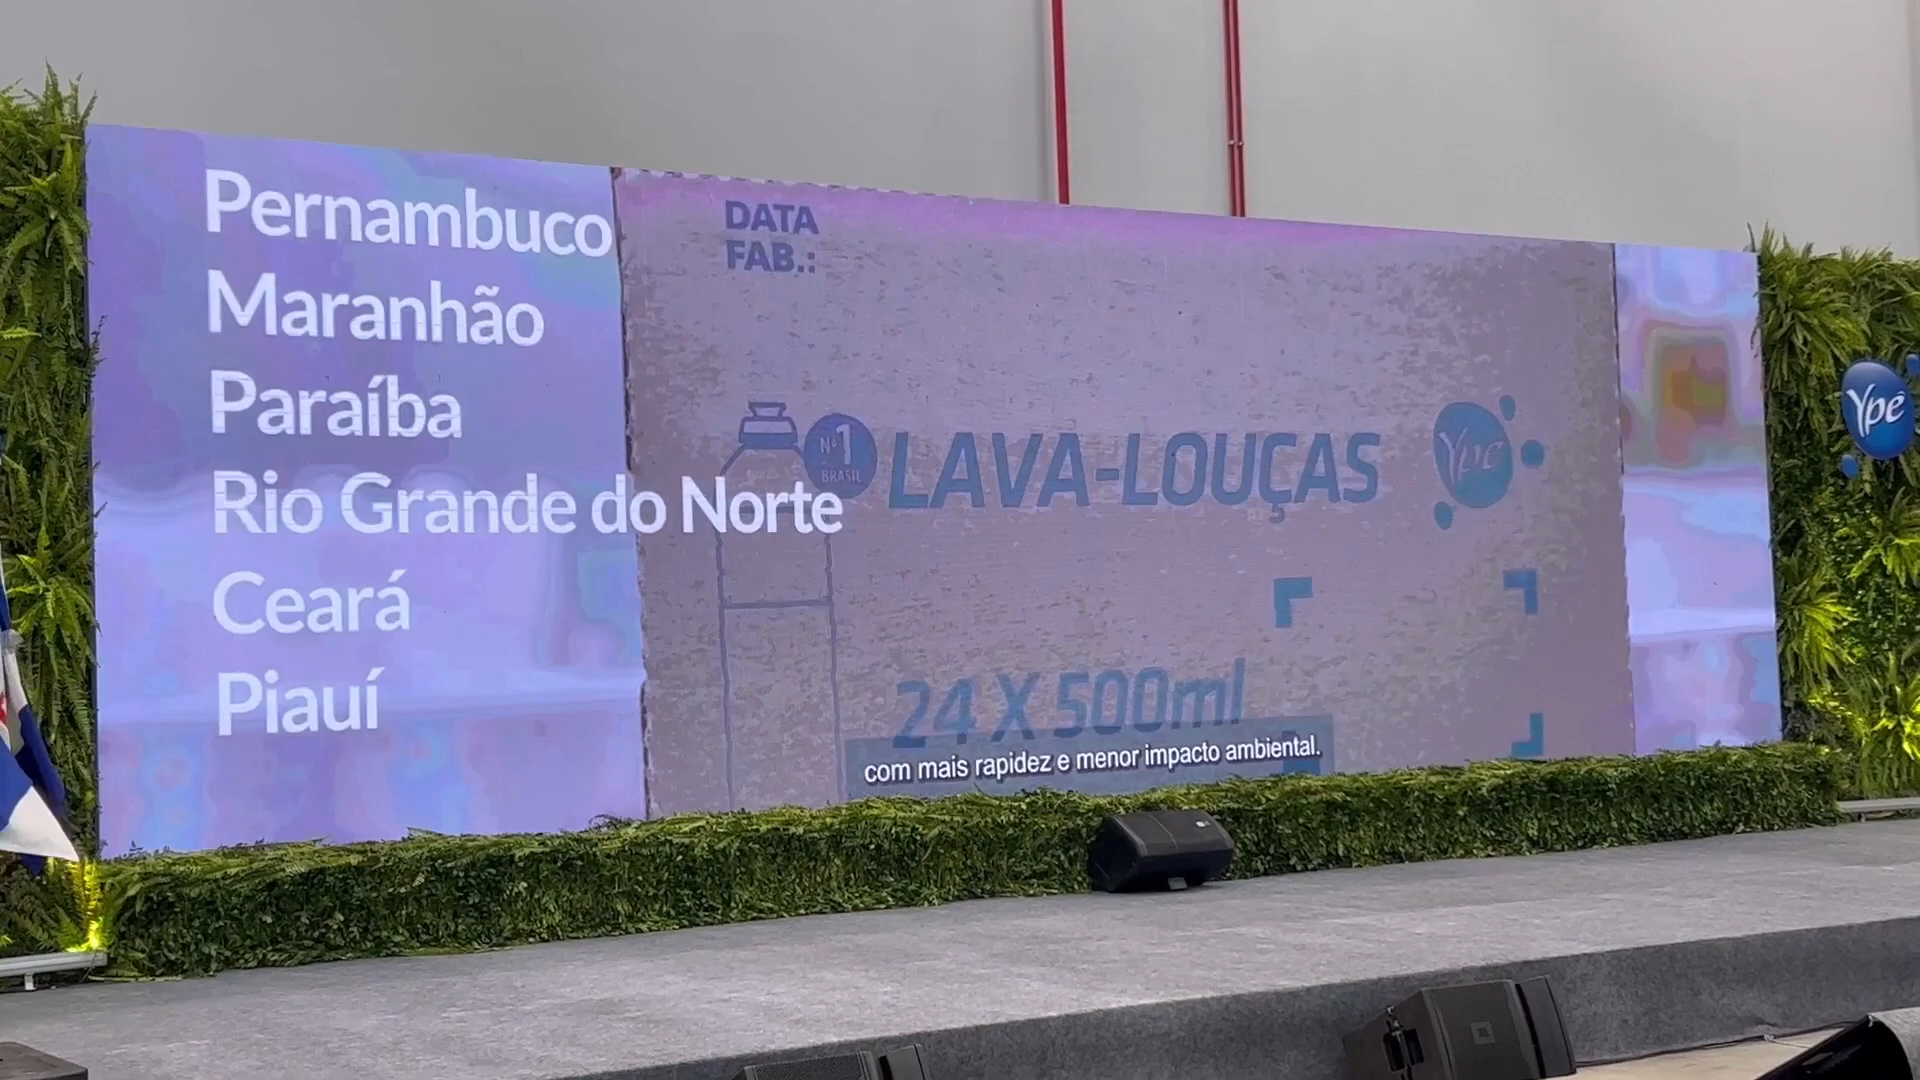 Pernambuco
Maranhão
Paraíba
Rio Grande do Norte
Ceará
Piauí
DATA
FAB.:
Nº1
BRASIL
LAVA-LOUÇAS
Ypê
24 X 500ml
com mais rapidez e menor impacto ambiental.
Ypê